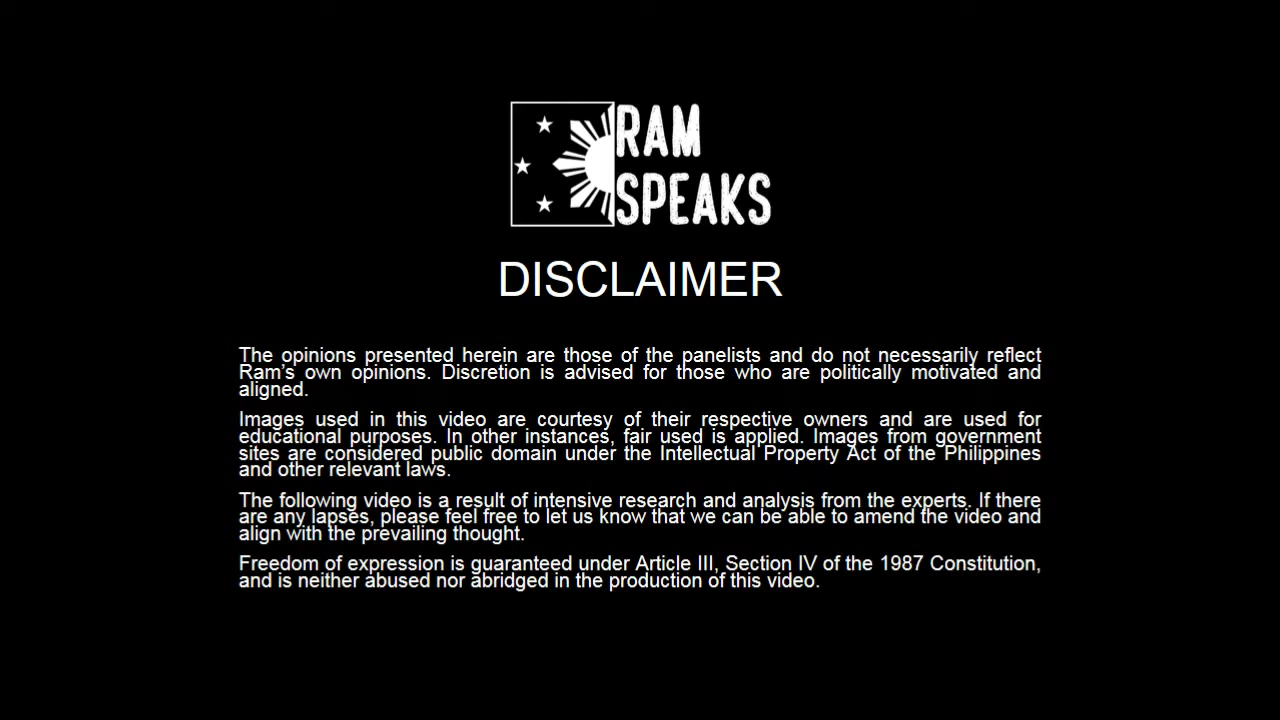 RAM
SPEAKS
DISCLAIMER
The opinions presented herein are those of the panelists and do not necessarily reflect
Ram's own opinions. Discretion is advised for those who are politically motivated and
aligned.
Images used in this video are courtesy of their respective owners and are used for
educational purposes. In other instances, fair used is applied. Images from government
sites are considered public domain under the Intellectual Property Act of the Philippines
and other relevant laws.
The following video is a result of intensive research and analysis from the experts. If there
are any lapses, please feel free to let us know that we can be able to amend the video and
align with the prevailing thought.
Freedom of expression is guaranteed under Article III, Section IV of the 1987 Constitution,
and is neither abused nor abridged in the production of this video.